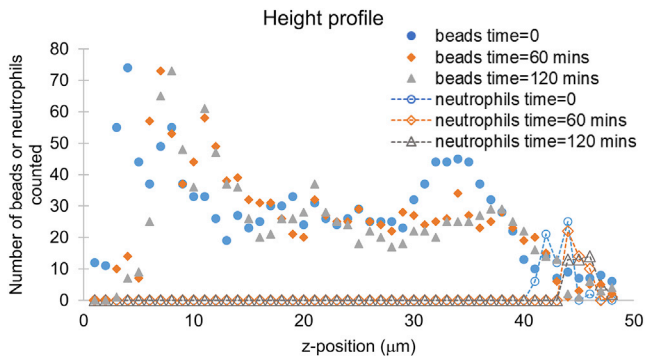 Height profile
beads time=0
beads time=60 mins
beads time=120 mins
neutrophils time=0
neutrophils time=60 mins
neutrophils time=120 mins
Number of beads or neutrophils
counted
80
70
60
50
40
30
20
10
0
0
10
20
30
40
50
z-position (μm)